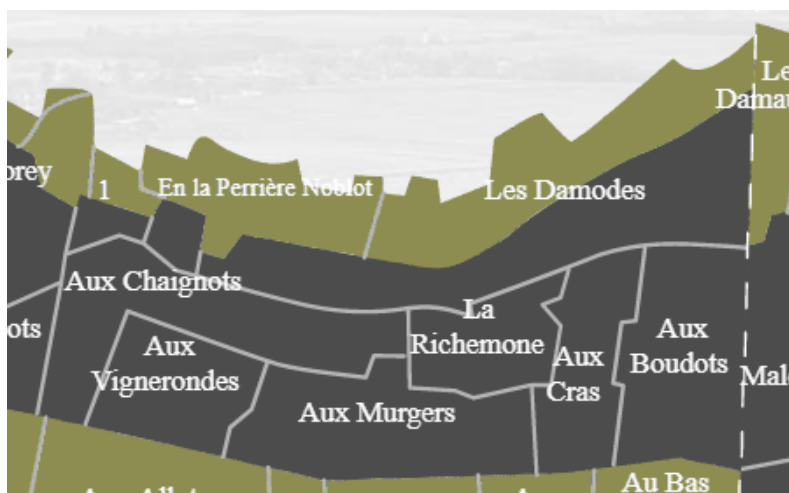 Le
Damau
orey
1
En la Perrière Noblot
Les Damodes
Aux Chaignots
La
Richemone
ots
Aux
Vignerondes
Aux
Cras
Aux
Boudots
Malc
Aux Murgers
Au Bas